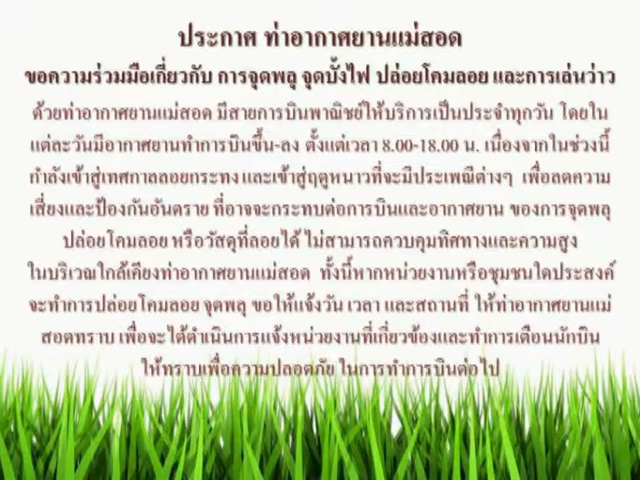 ประกาศ ท่าอากาศยานแม่สอด
ขอความร่วมมือเกี่ยวกับ การจุดพลุ จุดบั้งไฟ ปล่อยโคมลอย และการเล่นว่าว
ด้วยท่าอากาศยานแม่สอด มีสายการบินพาณิชย์ให้บริการเป็นประจำทุกวัน โดยใน
แต่ละวันมีอากาศยานทำการบินขึ้น-ลง ตั้งแต่เวลา 8.00-18.00 น. เนื่องจากในช่วงนี้
กำลังเข้าสู่เทศกาลลอยกระทง และเข้าสู่ฤดูหนาวที่จะมีประเพณีต่างๆ เพื่อลดความ
เสี่ยงและป้องกันอันตราย ที่อาจจะกระทบต่อการบินและอากาศยาน ของการจุดพลุ
ปล่อยโคมลอย หรือวัสดุที่ลอยได้ ไม่สามารถควบคุมทิศทางและความสูง
ในบริเวณใกล้เคียงท่าอากาศยานแม่สอด ทั้งนี้หากหน่วยงานหรือชุมชนใดประสงค์
จะทำการปล่อยโคมลอย จุดพลุ ขอให้แจ้งวัน เวลา และสถานที่ ให้ท่าอากาศยานแม่
สอดทราบ เพื่อจะได้ดำเนินการแจ้งหน่วยงานที่เกี่ยวข้องและทำการเตือนนักบิน
ให้ทราบเพื่อความปลอดภัย ในการทำการบินต่อไป